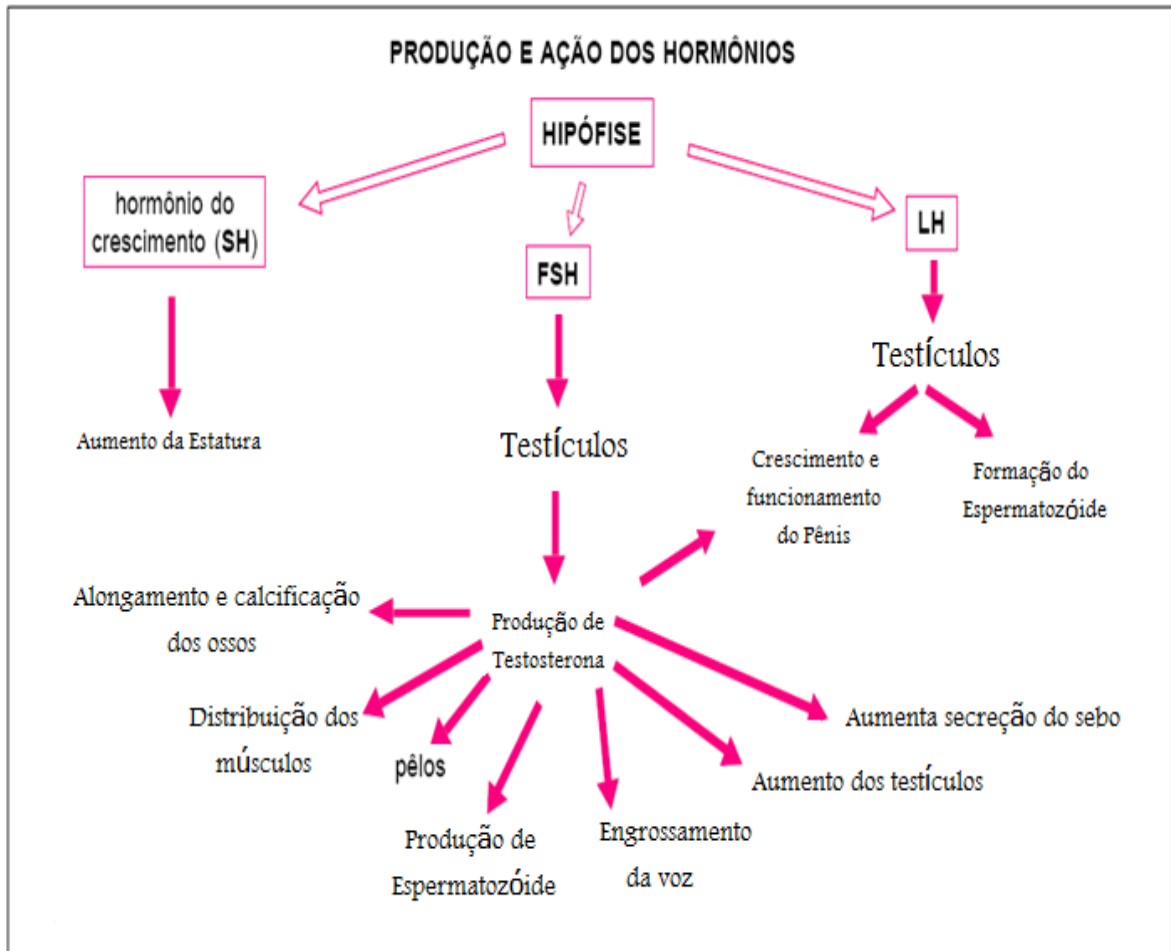 PRODUÇÃO E AÇÃO DOS HORMÔNIOS
HIPÓFISE
hormônio do
crescimento (SH)
LH
FSH
Testículos
Aumento da Estatura
Testículos
Crescimento e
funcionamento
do Pênis
Formação do
Espermatozóide
Alongamento e calcificação
dos ossos
Produção de
Testosterona
Distribuição dos
músculos
pêlos
Aumenta secreção do sebo
Aumento dos testículos
Produção de
Espermatozóide
Engrossamento
da voz